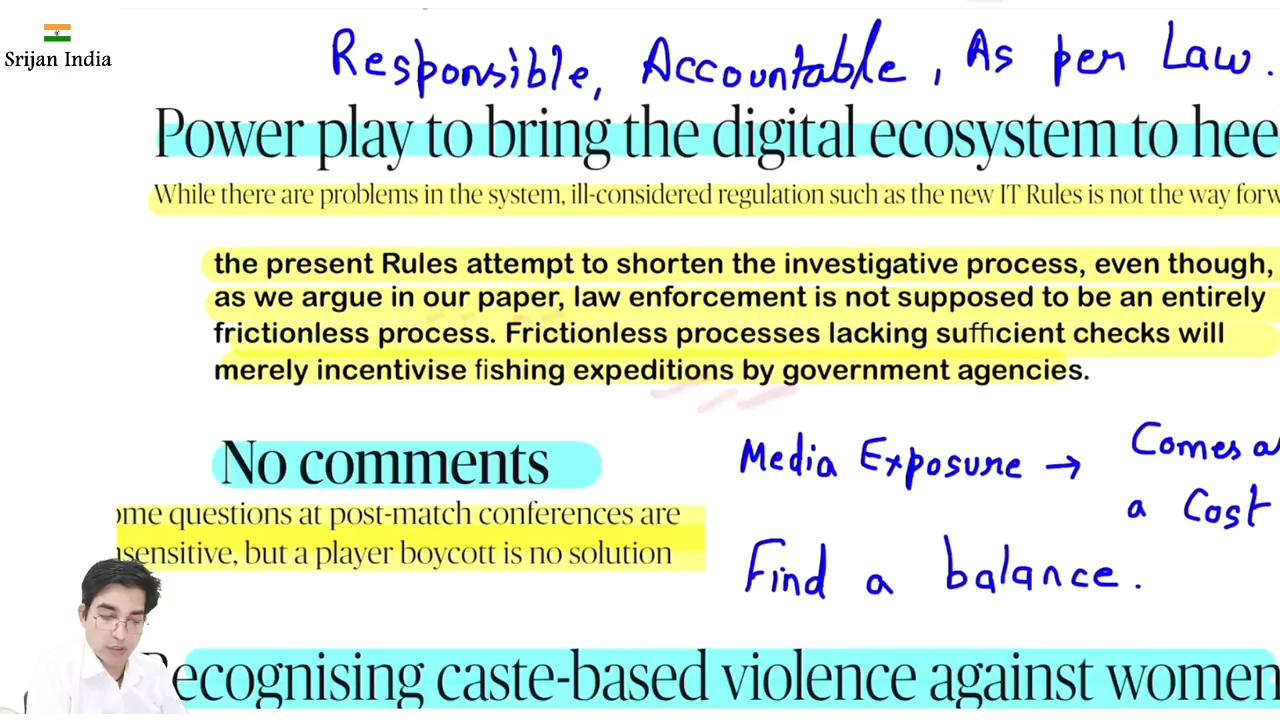 Srijan India
Responsible, Accountable, As per Law.
Power play to bring the digital ecosystem to hee
While there are problems in the system, ill-considered regulation such as the new IT Rules is not the way forw
the present Rules attempt to shorten the investigative process, even though,
as we argue in our paper, law enforcement is not supposed to be an entirely
frictionless process. Frictionless processes lacking sufficient checks will
merely incentivise fishing expeditions by government agencies.
Media Exposure → Comes a
a Cost
No comments
ome questions at post-match conferences are
nsensitive, but a player boycott is no solution
Find a balance.
ecognising caste-based violence against women